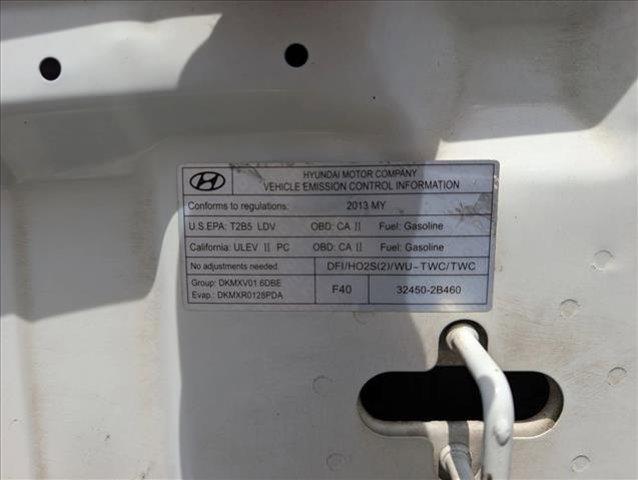 HYUNDAI MOTOR COMPANY
VEHICLE EMISSION CONTROL INFORMATION
Conforms to regulations: 2013 MY
U.S.EPA: T2B5 LDV OBD: CA II Fuel: Gasoline
California: ULEV II PC OBD: CA II Fuel: Gasoline
No adjustments needed. DFI/HO2S(2)/WU-TWC/TWC
Group: DKMXV01.6DBE
Evap.: DKMXR0128PDA
F40 32450-2B460